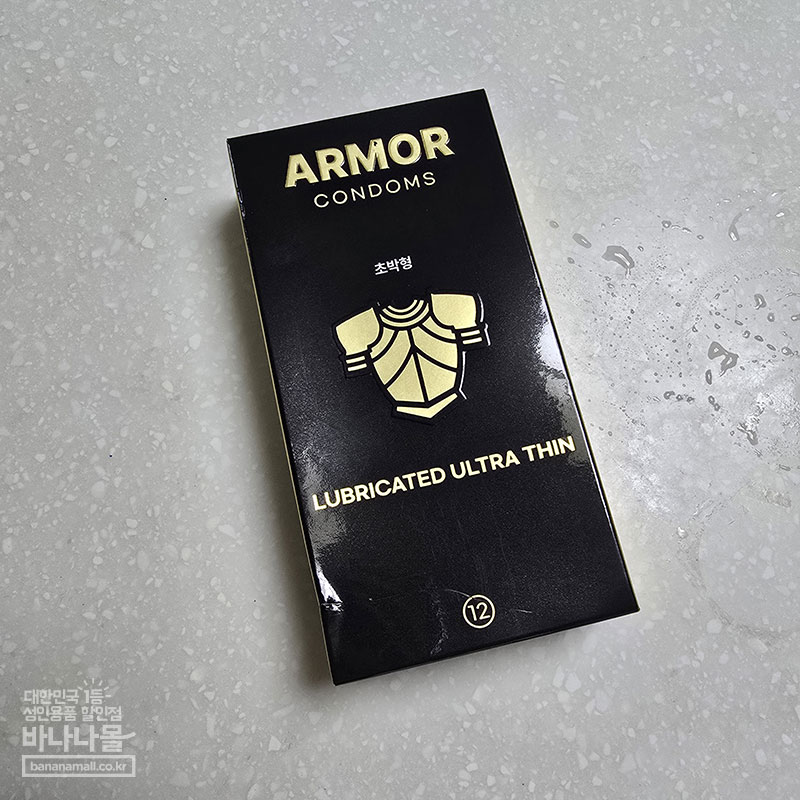 ARMOR
CONDOMS
초박형
LUBRICATED ULTRA THIN
12
대한민국 1등
성인용품 할인점
바나나몰
bananamall.co.kr